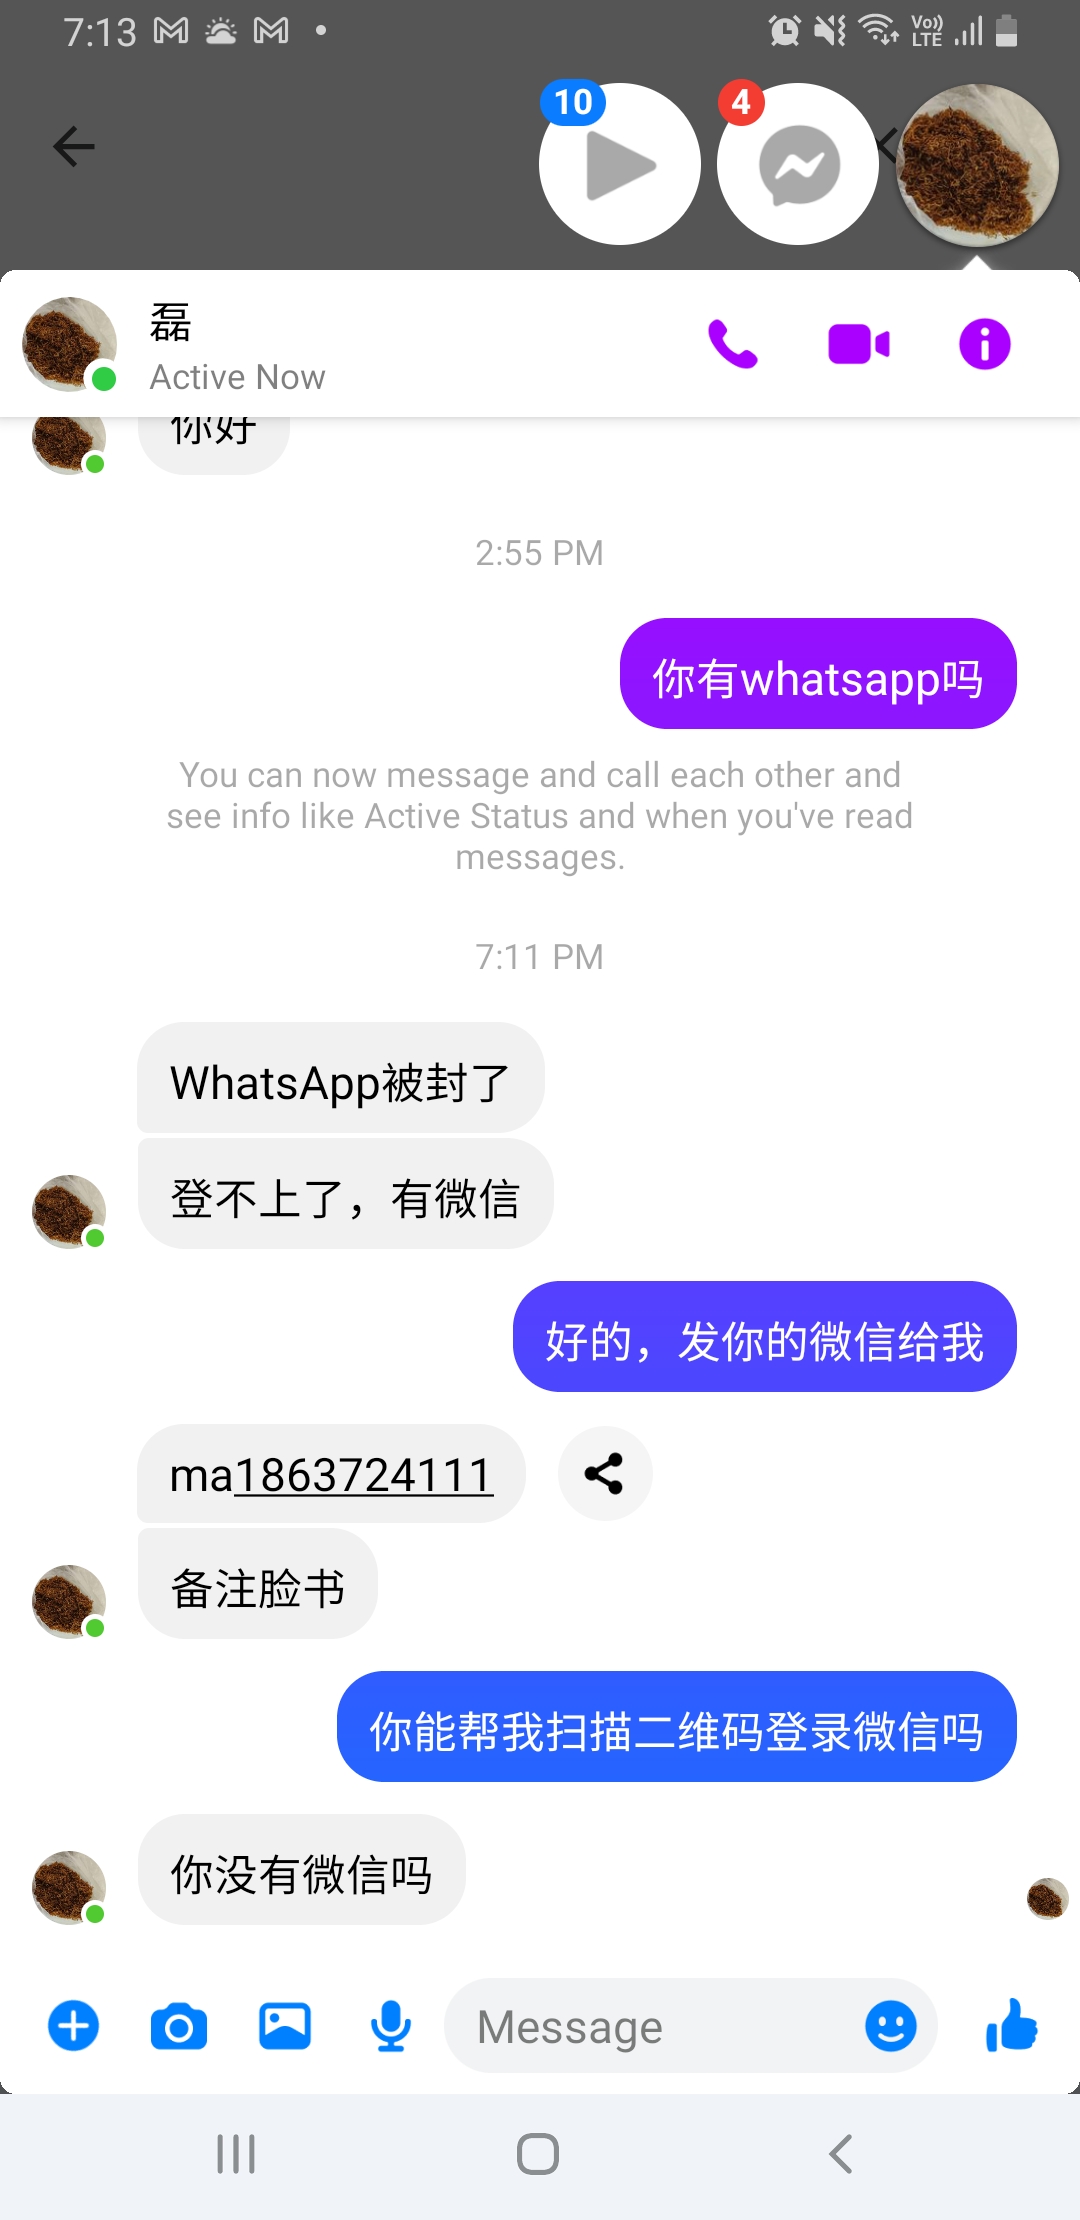 7:13
Vo))
LTE
10
4
磊
Active Now
你好
2:55 PM
你有whatsapp吗
You can now message and call each other and
see info like Active Status and when you've read
messages.
7:11 PM
WhatsApp被封了
登不上了，有微信
好的，发你的微信给我
ma1863724111
备注脸书
你能帮我扫描二维码登录微信吗
你没有微信吗
Message